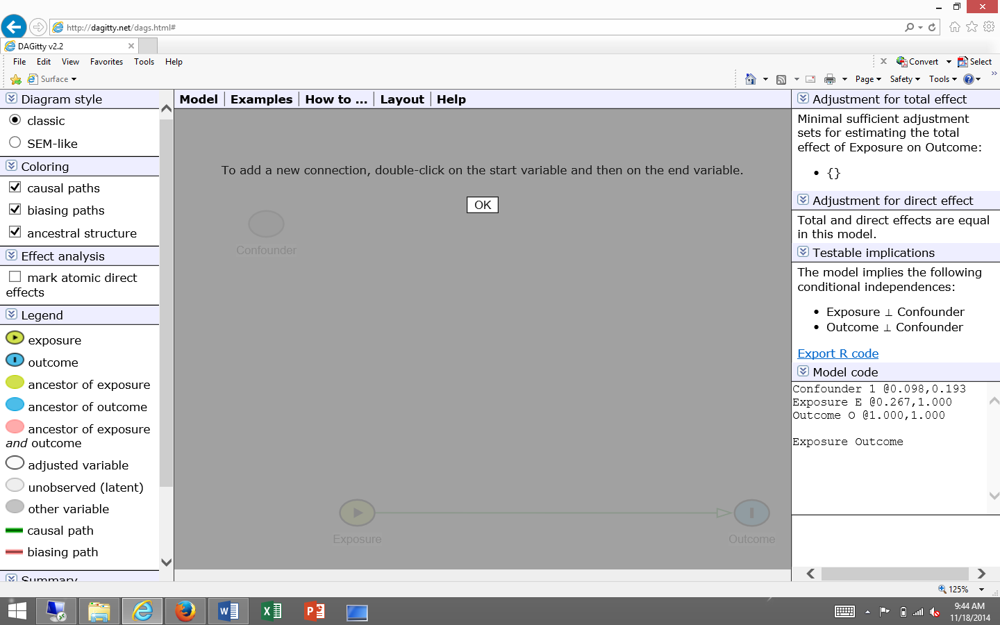 http://dagitty.net/dags.html#
DAGitty v2.2
File Edit View Favorites Tools Help
Convert Select
Surface
Page Safety Tools
Diagram style
classic
SEM-like
Coloring
causal paths
biasing paths
ancestral structure
Effect analysis
mark atomic direct
effects
Legend
exposure
outcome
ancestor of exposure
ancestor of outcome
ancestor of exposure
and outcome
adjusted variable
unobserved (latent)
other variable
causal path
biasing path
Summary
Model Examples How to ... Layout Help
To add a new connection, double-click on the start variable and then on the end variable.
OK
Confounder
Exposure
Outcome
Adjustment for total effect
Minimal sufficient adjustment
sets for estimating the total
effect of Exposure on Outcome:
• {}
Adjustment for direct effect
Total and direct effects are equal
in this model.
Testable implications
The model implies the following
conditional independences:
• Exposure ⊥ Confounder
• Outcome ⊥ Confounder
Export R code
Model code
Confounder 1 @0.098,0.193
Exposure E @0.267,1.000
Outcome O @1.000,1.000
Exposure Outcome
125%
9:44 AM
11/18/2014